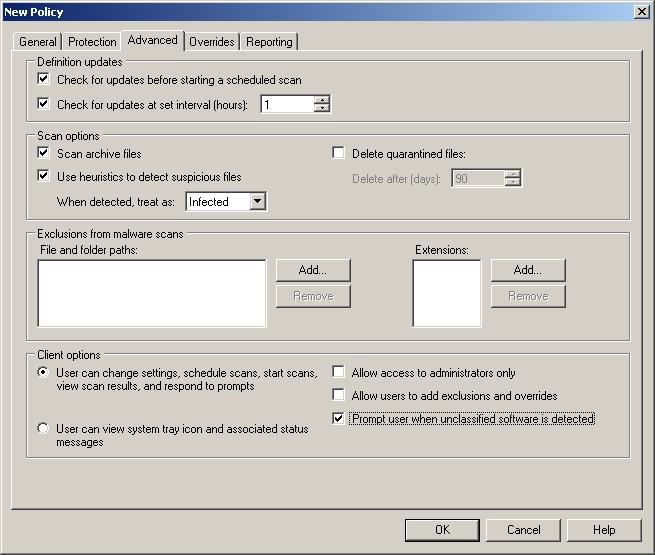 New Policy
General
Protection
Advanced
Overrides
Reporting
Definition updates
Check for updates before starting a scheduled scan
Check for updates at set interval (hours): 1
Scan options
Scan archive files
Use heuristics to detect suspicious files
When detected, treat as: Infected
Delete quarantined files:
Delete after (days): 90
Exclusions from malware scans
File and folder paths:
Add...
Remove
Extensions:
Add...
Remove
Client options
User can change settings, schedule scans, start scans,
view scan results, and respond to prompts
User can view system tray icon and associated status
messages
Allow access to administrators only
Allow users to add exclusions and overrides
Prompt user when unclassified software is detected
OK
Cancel
Help